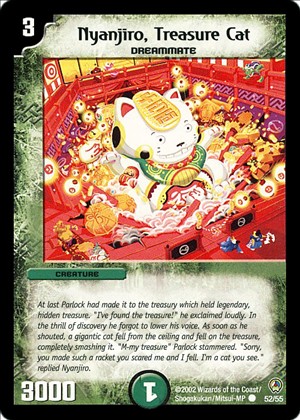 3
Nyanjiro, Treasure Cat
DREAMMATE
CREATURE
At last Parlock had made it to the treasury which held legendary,
hidden treasure. "I've found the treasure!" he exclaimed loudly. In
the thrill of discovery he forgot to lower his voice. As soon as he
shouted, a gigantic cat fell from the ceiling and fell on the treasure,
completely smashing it. "M-my treasure" Parlock stammered. "Sorry,
you made such a racket you scared me and I fell. I'm a cat you see."
replied Nyanjiro.
3000
1
©2002 Wizards of the Coast/
Shogakukan/Mitsui-MP
52/55